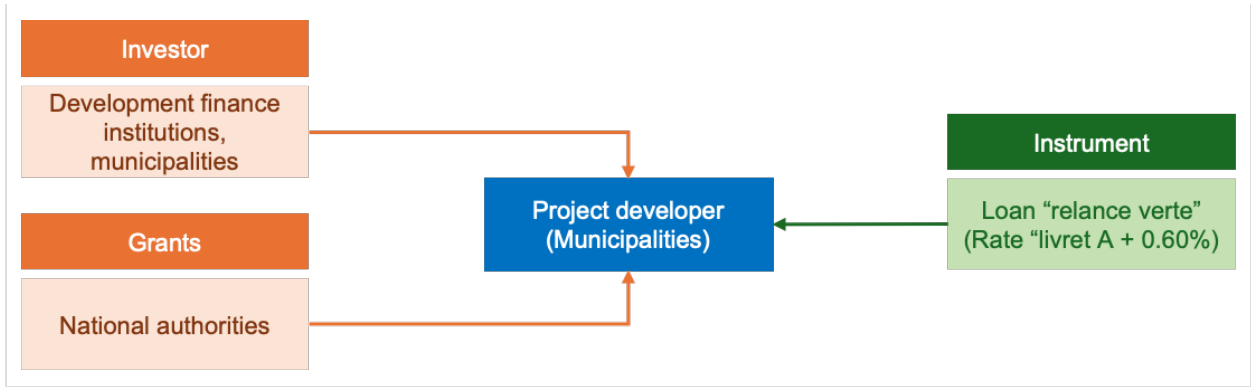 Investor
Development finance
institutions,
municipalities
Grants
National authorities
Project developer
(Municipalities)
Instrument
Loan “relance verte”
(Rate “livret A + 0.60%)